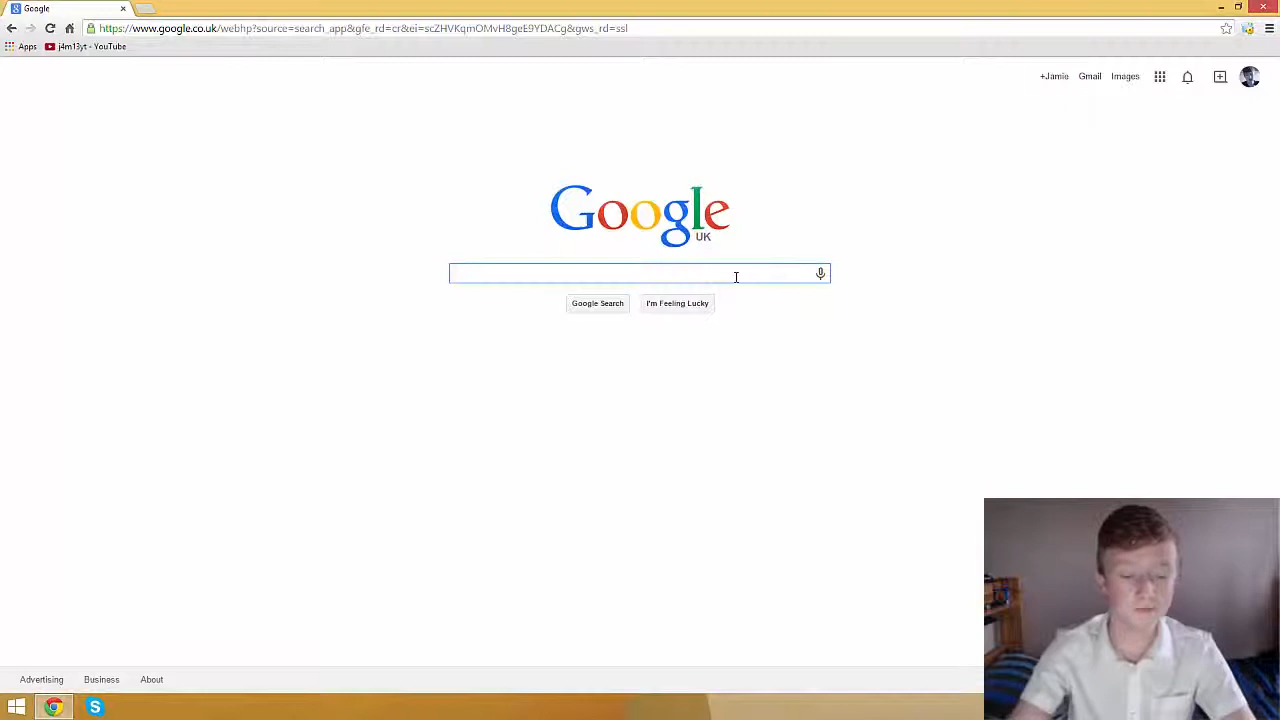 Google
https://www.google.co.uk/webhp?source=search_app&gfe_rd=cr&ei=scZHVKqmOMvH8geE9YDACg&gws_rd=ssl
Apps j4m13yt - YouTube
+Jamie Gmail Images
Google
UK
Google Search I'm Feeling Lucky
Advertising Business About